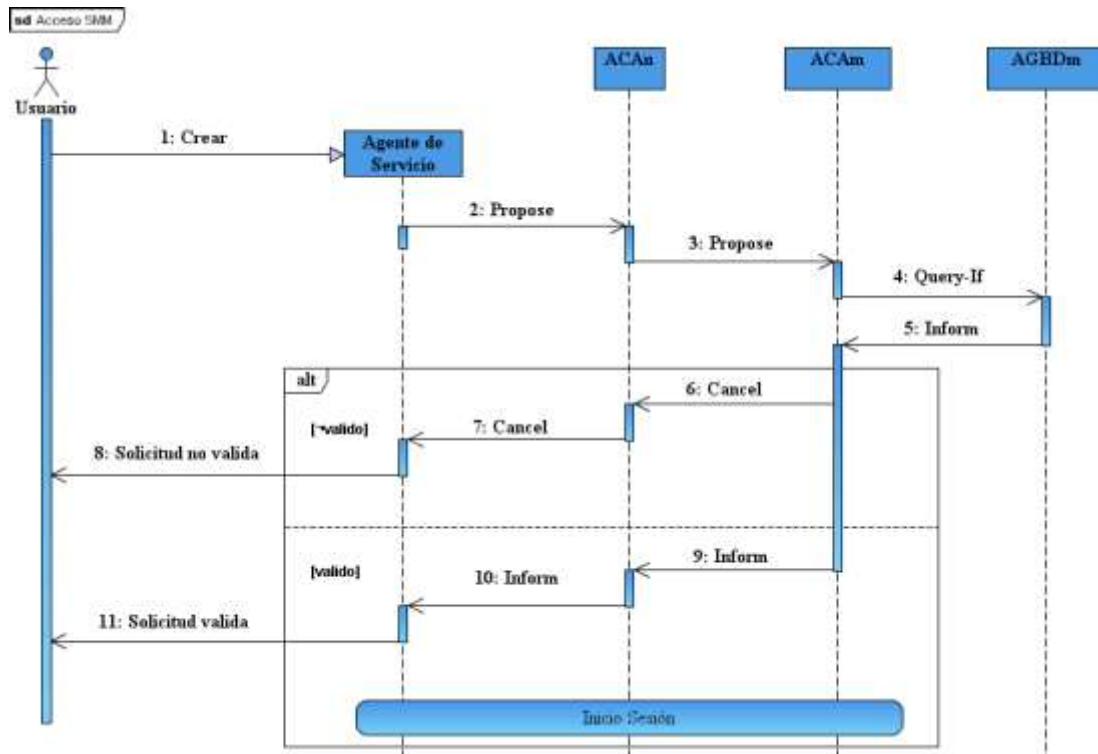 sd Acceso SMM
Usuario
ACAn
ACAm
AGBDm
1: Crear
Agente de
Servicio
2: Propose
3: Propose
4: Query-If
5: Inform
alt
6: Cancel
[¬valido]
7: Cancel
8: Solicitud no valida
9: Inform
[valido]
10: Inform
11: Solicitud valida
Inicio Sesión